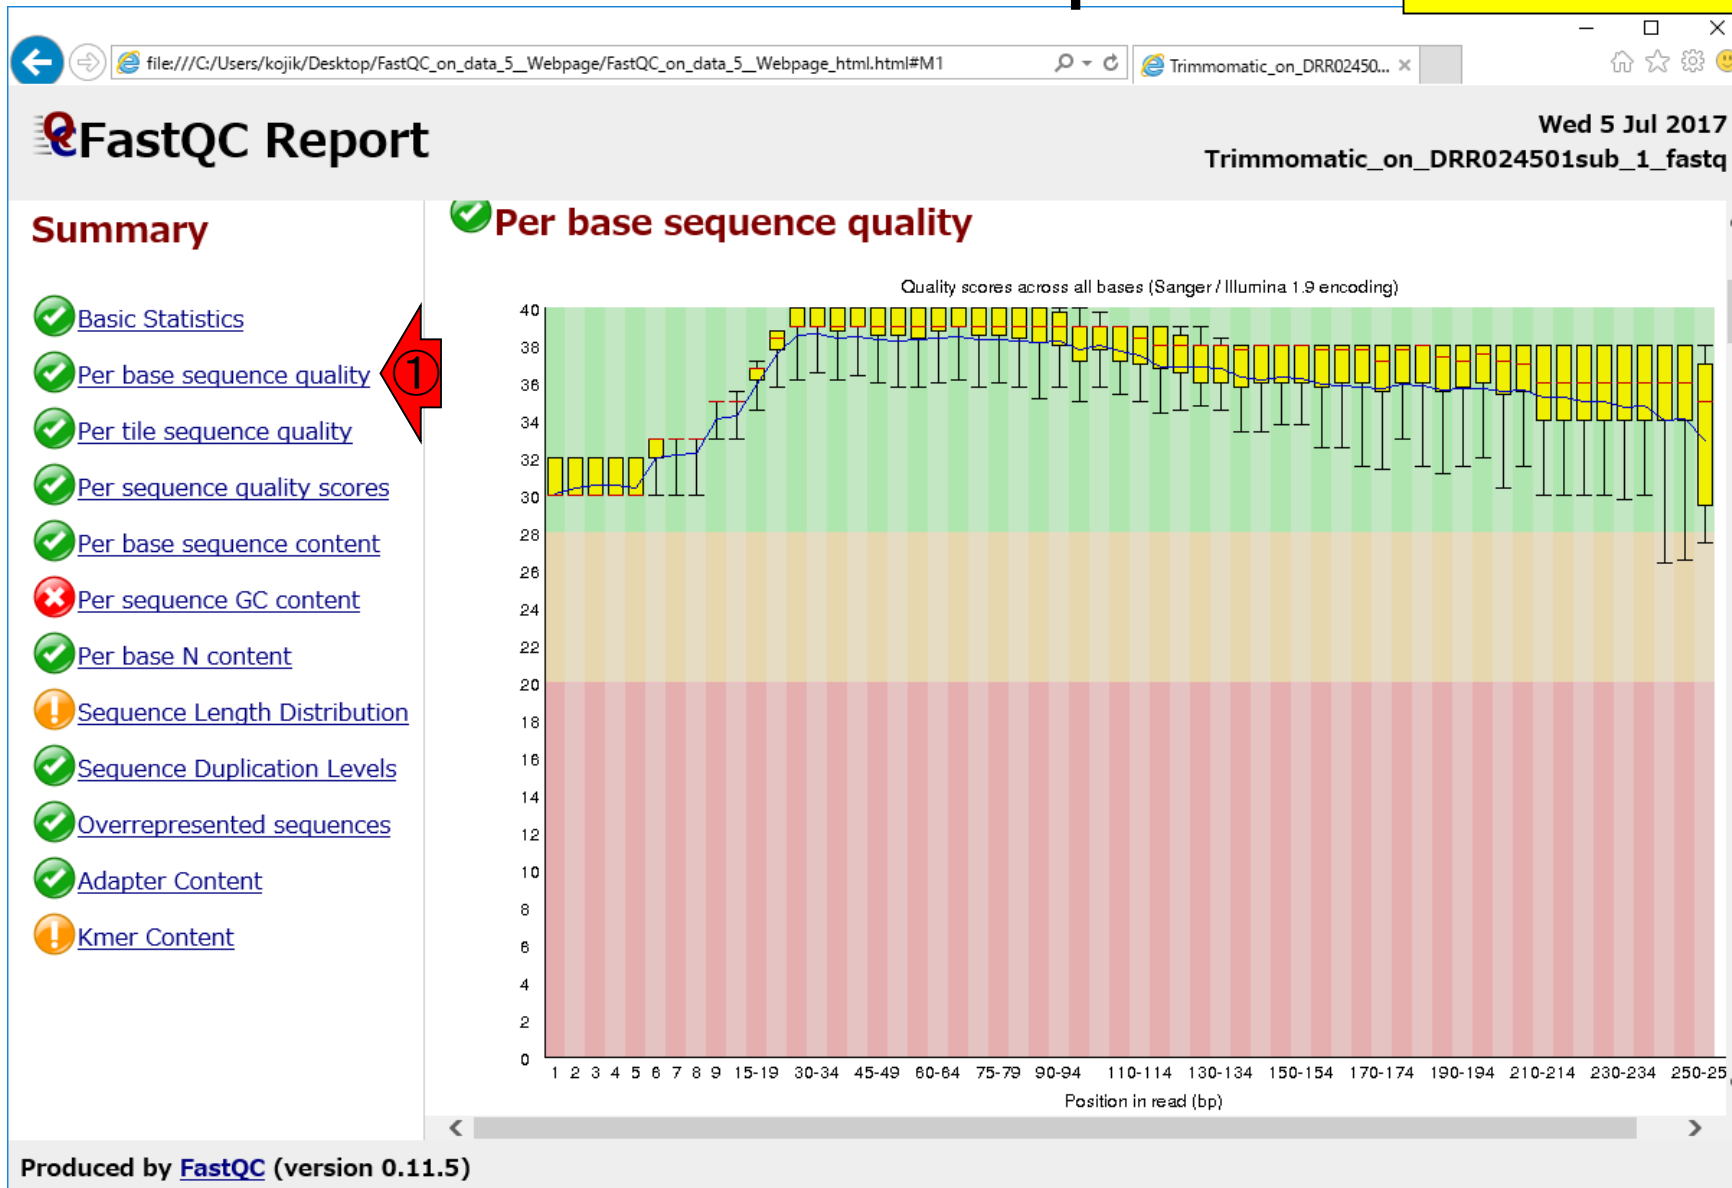 file:///C:/Users/kojik/Desktop/FastQC_on_data_5__Webpage/FastQC_on_data_5__Webpage_html.html#M1
Trimmomatic_on_DRR02450...
FastQC Report
Wed 5 Jul 2017
Trimmomatic_on_DRR024501sub_1_fastq
Summary
Basic Statistics
Per base sequence quality
①
Per tile sequence quality
Per sequence quality scores
Per base sequence content
Per sequence GC content
Per base N content
Sequence Length Distribution
Sequence Duplication Levels
Overrepresented sequences
Adapter Content
Kmer Content
Per base sequence quality
Quality scores across all bases (Sanger / Illumina 1.9 encoding)
40
38
36
34
32
30
28
26
24
22
20
18
16
14
12
10
8
6
4
2
0
1 2 3 4 5 6 7 8 9 15-19 30-34 45-49 60-64 75-79 90-94 110-114 130-134 150-154 170-174 190-194 210-214 230-234 250-25
Position in read (bp)
Produced by FastQC (version 0.11.5)